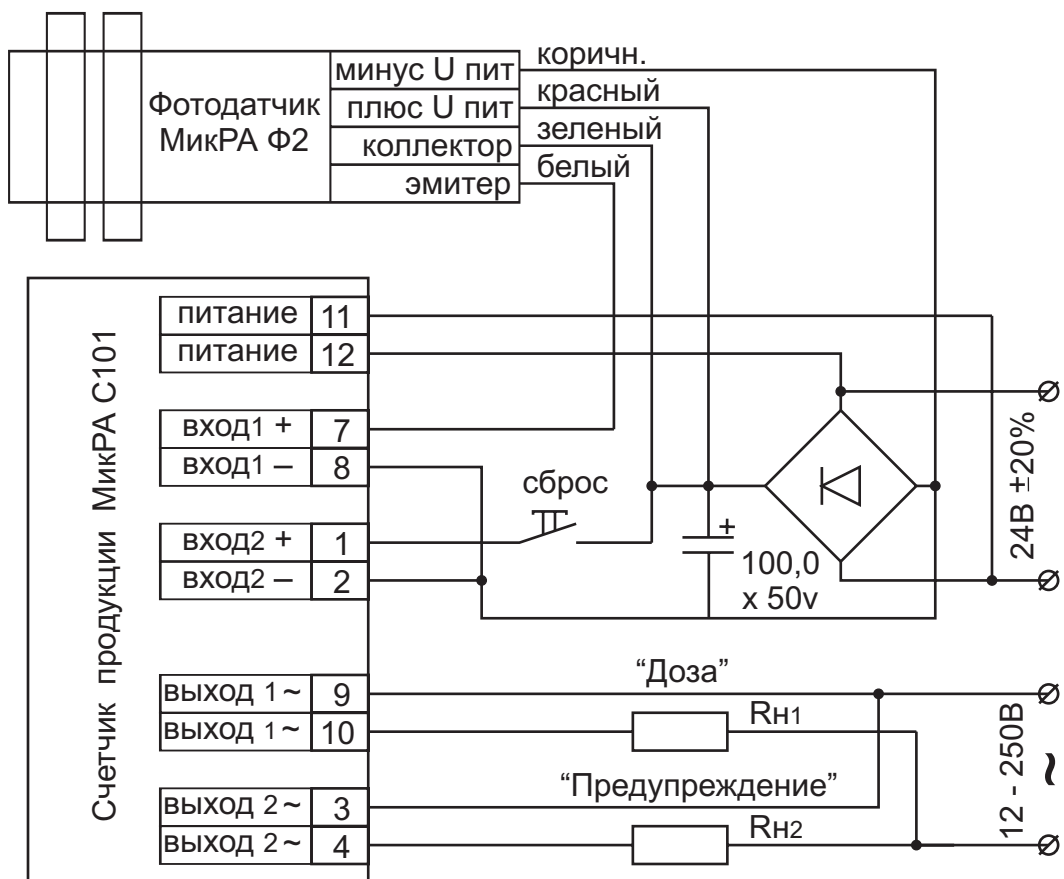 Фотодатчик
МикРА Ф2
минус U пит
плюс U пит
коллектор
эмитер
коричн.
красный
зеленый
белый
Счетчик продукции МикРА С101
питание 11
питание 12
вход1 + 7
вход1 – 8
вход2 + 1
вход2 – 2
выход 1 ~ 9
выход 1 ~ 10
выход 2 ~ 3
выход 2 ~ 4
сброс
+
100,0
x 50v
24В ±20%
“Доза”
Rн1
“Предупреждение”
Rн2
12 - 250В
~